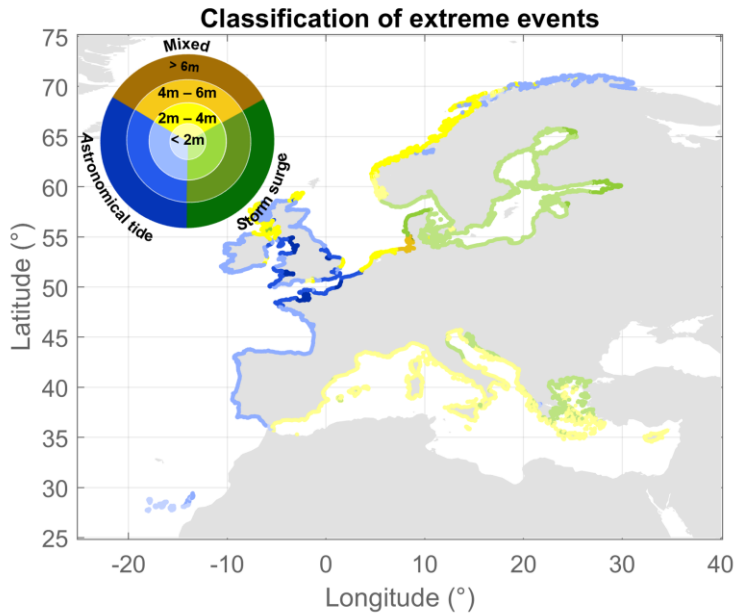 Classification of extreme events
Mixed
> 6m
4m – 6m
2m – 4m
< 2m
Astronomical tide
Storm surge
75
70
65
60
55
50
45
40
35
30
25
Latitude (°)
-20
-10
0
10
20
30
40
Longitude (°)